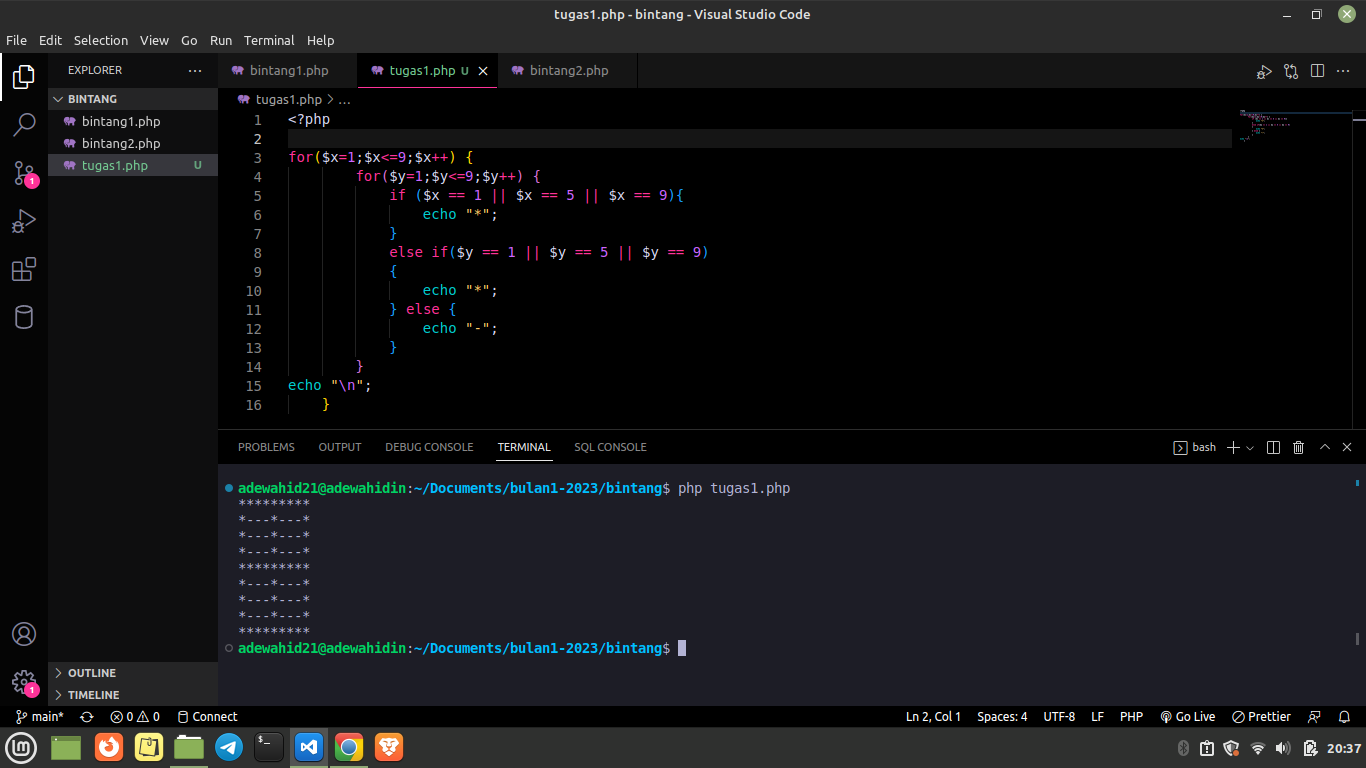 tugas1.php - bintang - Visual Studio Code
File Edit Selection View Go Run Terminal Help
EXPLORER
BINTANG
bintang1.php
bintang2.php
tugas1.php U
OUTLINE
TIMELINE
bintang1.php tugas1.php U bintang2.php
tugas1.php > ...
1 <?php
2
3 for($x=1;$x<=9;$x++) {
4         for($y=1;$y<=9;$y++) {
5             if ($x == 1 || $x == 5 || $x == 9){
6                 echo "*";
7             }
8             else if($y == 1 || $y == 5 || $y == 9)
9             {
10                 echo "*";
11             } else {
12                 echo "-";
13             }
14         }
15 echo "\n";
16     }
PROBLEMS OUTPUT DEBUG CONSOLE TERMINAL SQL CONSOLE
bash
adewahid21@adewahidin:~/Documents/bulan1-2023/bintang$ php tugas1.php
*********
*---*---*
*---*---*
*---*---*
*********
*---*---*
*---*---*
*---*---*
*********
adewahid21@adewahidin:~/Documents/bulan1-2023/bintang$
1
1
main* 0 0 Connect
Ln 2, Col 1 Spaces: 4 UTF-8 LF PHP Go Live Prettier
20:37